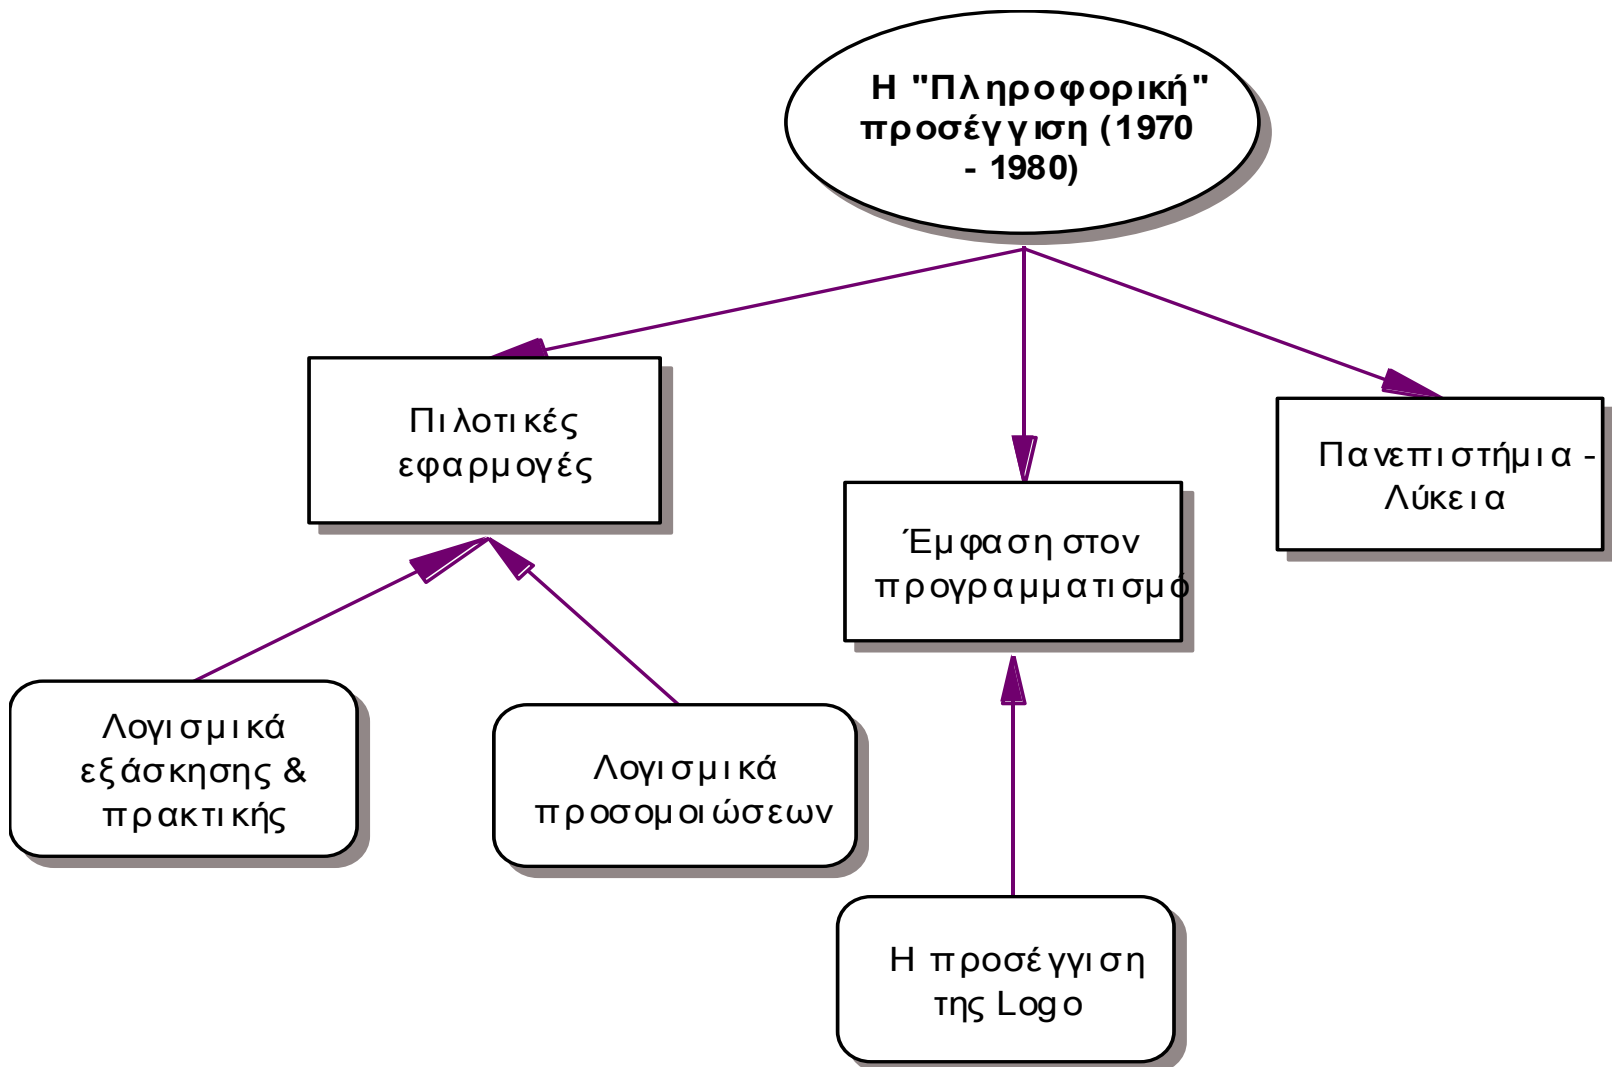 Η "Πληροφορική"
προσέγγιση (1970
- 1980)
Πιλοτικές
εφαρμογές
Πανεπιστήμια -
Λύκεια
Έμφαση στον
προγραμματισμό
Λογισμικά
εξάσκησης &
πρακτικής
Λογισμικά
προσομοιώσεων
Η προσέγγιση
της Logo